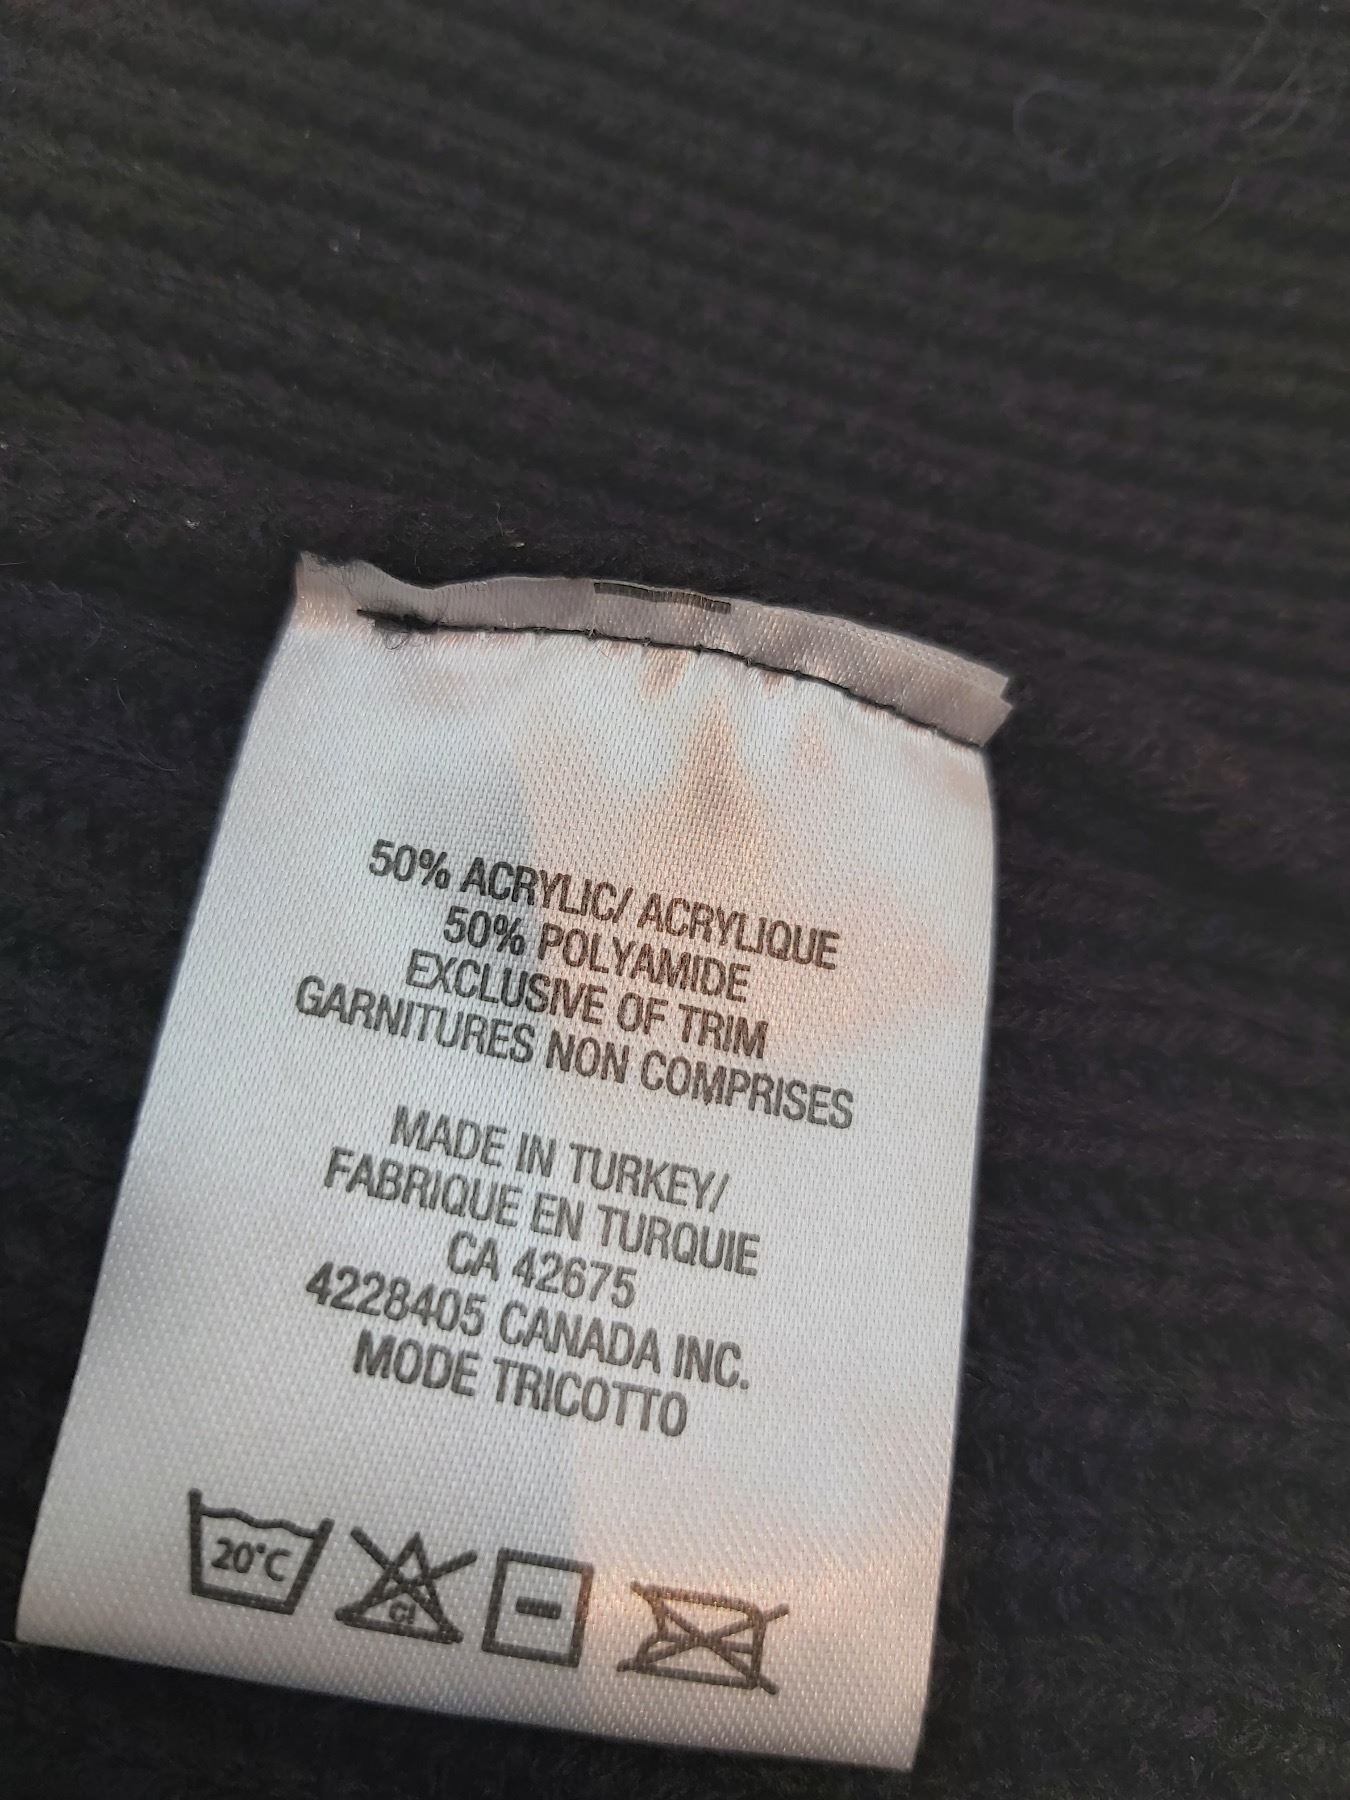 50% ACRYLIC/ ACRYLIQUE
50% POLYAMIDE
EXCLUSIVE OF TRIM
GARNITURES NON COMPRISES
MADE IN TURKEY/
FABRIQUE EN TURQUIE
CA 42675
4228405 CANADA INC.
MODE TRICOTTO
20°C Cl